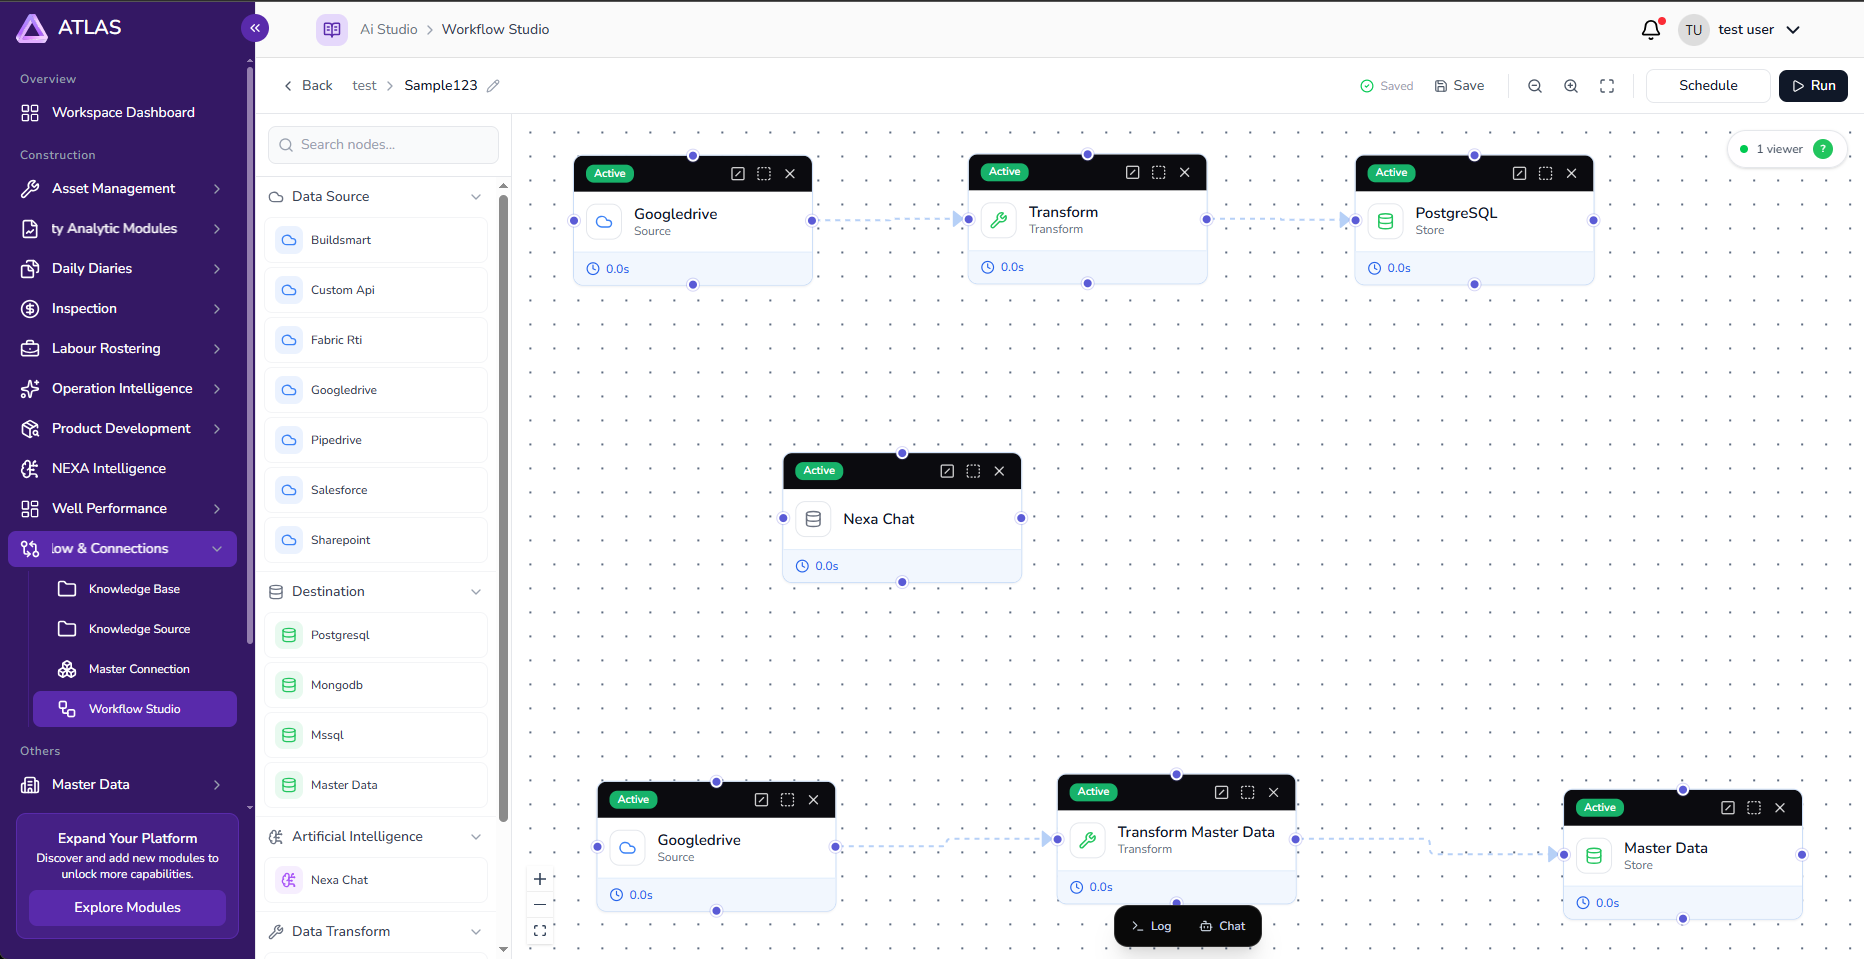 ATLAS
Overview
Workspace Dashboard
Construction
Asset Management
ty Analytic Modules
Daily Diaries
Inspection
Labour Rostering
Operation Intelligence
Product Development
NEXA Intelligence
Well Performance
low & Connections
Knowledge Base
Knowledge Source
Master Connection
Workflow Studio
Others
Master Data
Expand Your Platform
Discover and add new modules to
unlock more capabilities.
Explore Modules
Ai Studio > Workflow Studio
TU test user
Back test > Sample123
Saved Save Schedule Run
Search nodes...
Data Source
Buildsmart
Custom Api
Fabric Rti
Googledrive
Pipedrive
Salesforce
Sharepoint
Destination
Postgresql
Mongodb
Mssql
Master Data
Artificial Intelligence
Nexa Chat
Data Transform
1 viewer ?
Active
Googledrive
Source
0.0s
Active
Transform
Transform
0.0s
Active
PostgreSQL
Store
0.0s
Active
Nexa Chat
0.0s
Active
Googledrive
Source
0.0s
Active
Transform Master Data
Transform
0.0s
Active
Master Data
Store
0.0s
Log Chat